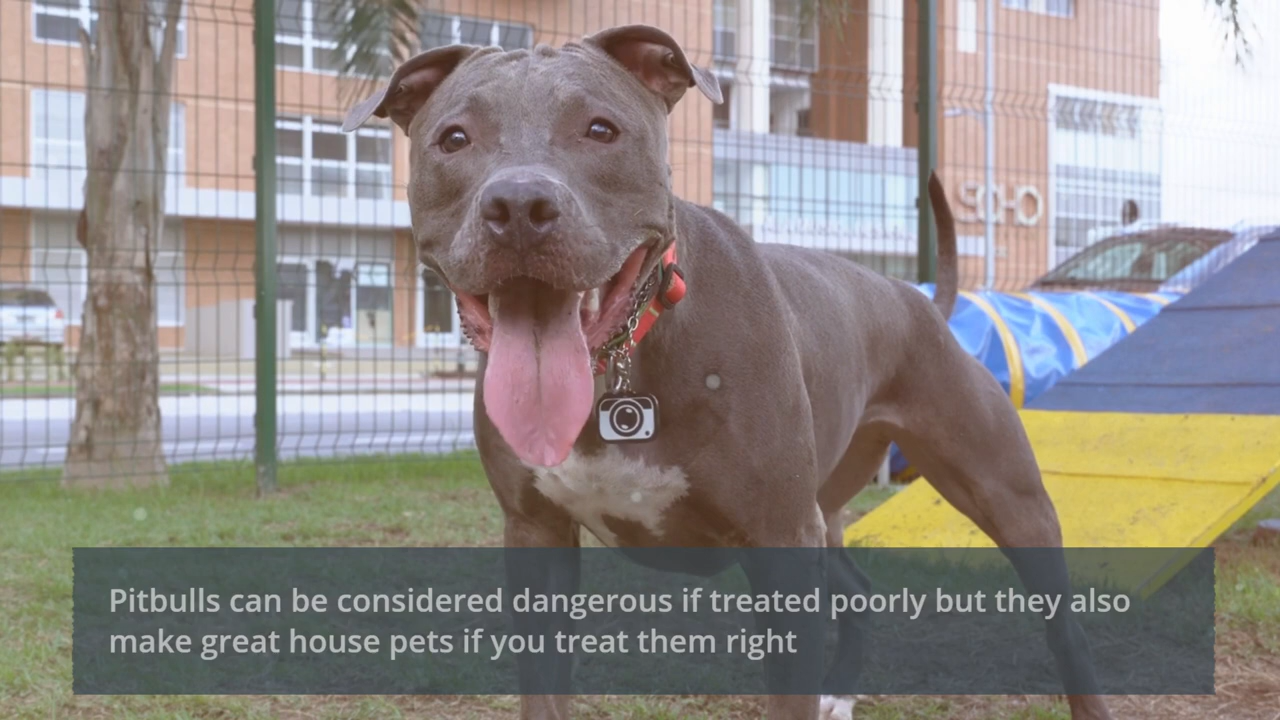 SOHO
Pitbulls can be considered dangerous if treated poorly but they also
make great house pets if you treat them right